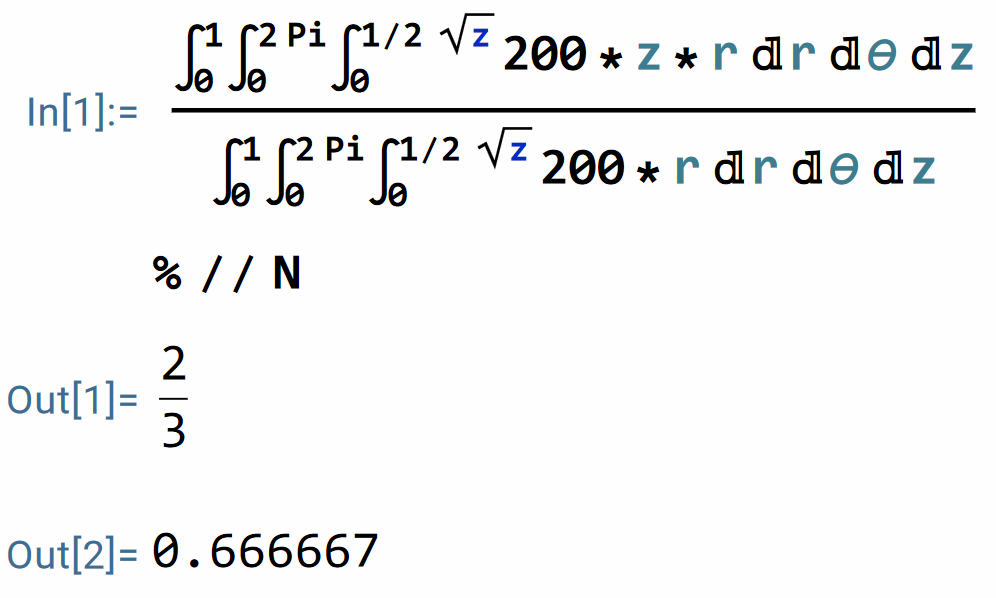 In[1]:= ∫₀¹ ∫₀^(2 Pi) ∫₀^(1/2 √z) 200 * z * r ⅆr ⅆθ ⅆz
∫₀¹ ∫₀^(2 Pi) ∫₀^(1/2 √z) 200 * r ⅆr ⅆθ ⅆz
% // N
Out[1]= 2/3
Out[2]= 0.666667